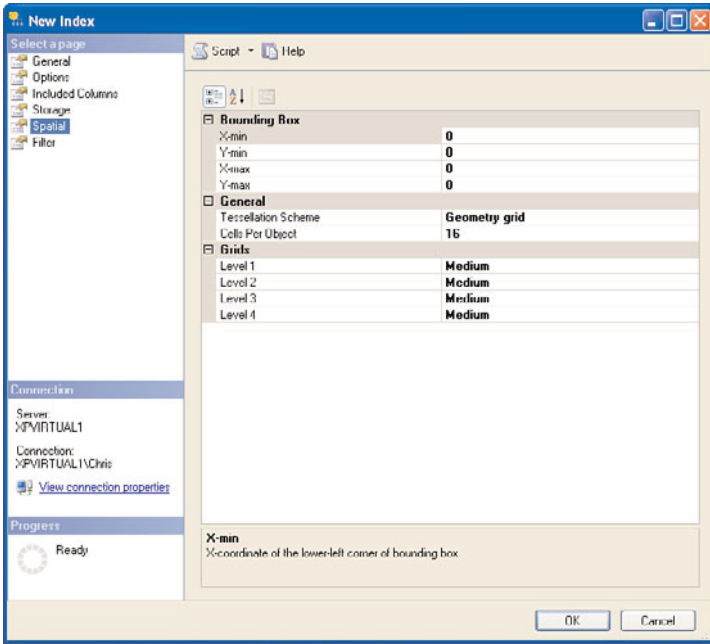 New Index
Select a page
General
Options
Included Columns
Storage
Spatial
Filter
Script
Help
Bounding Box
X-min 0
Y-min 0
X-max 0
Y-max 0
General
Tessellation Scheme Geometry grid
Cells Per Object 16
Grids
Level 1 Medium
Level 2 Medium
Level 3 Medium
Level 4 Medium
Connection
Server:
XPVIRTUAL1
Connection:
XPVIRTUAL1\Chris
View connection properties
Progress
Ready
X-min
X-coordinate of the lower-left corner of bounding box
OK
Cancel